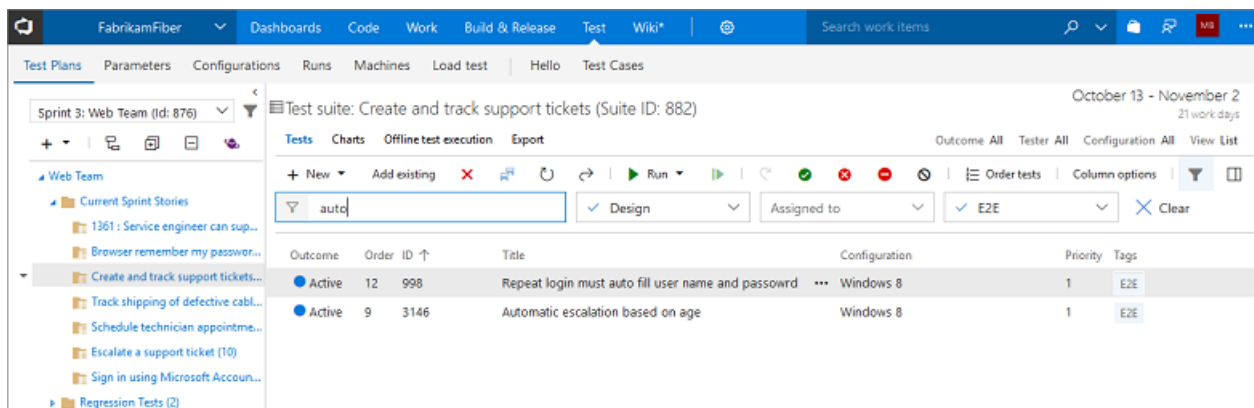 FabrikamFiber Dashboards Code Work Build & Release Test Wiki* Search work items MB ...
Test Plans Parameters Configurations Runs Machines Load test Hello Test Cases
Sprint 3: Web Team (Id: 876)
Web Team
Current Sprint Stories
1361 : Service engineer can sup...
Browser remember my passwor...
Create and track support tickets...
Track shipping of defective cabl...
Schedule technician appointme...
Escalate a support ticket (10)
Sign in using Microsoft Accoun...
Regression Tests (2)
Test suite: Create and track support tickets (Suite ID: 882)
October 13 - November 2
21 work days
Tests Charts Offline test execution Export
Outcome All Tester All Configuration All View List
+ New Add existing Run Order tests Column options
auto Design Assigned to E2E Clear
Outcome Order ID ↑ Title Configuration Priority Tags
Active 12 998 Repeat login must auto fill user name and passowrd ... Windows 8 1 E2E
Active 9 3146 Automatic escalation based on age Windows 8 1 E2E